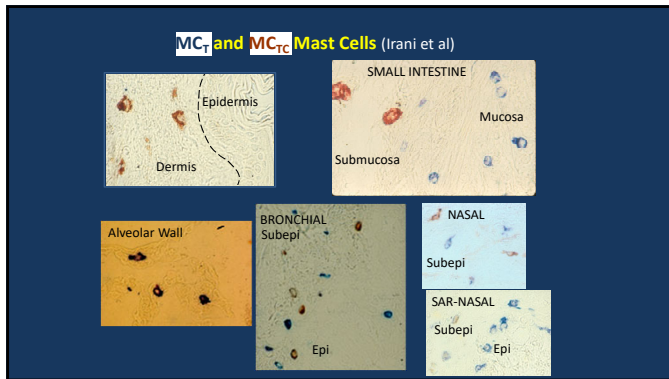 MCT and MCTC Mast Cells (Irani et al)
Epidermis
Dermis
SMALL INTESTINE
Mucosa
Submucosa
Alveolar Wall
BRONCHIAL
Subepi
Epi
NASAL
Subepi
SAR-NASAL
Subepi
Epi